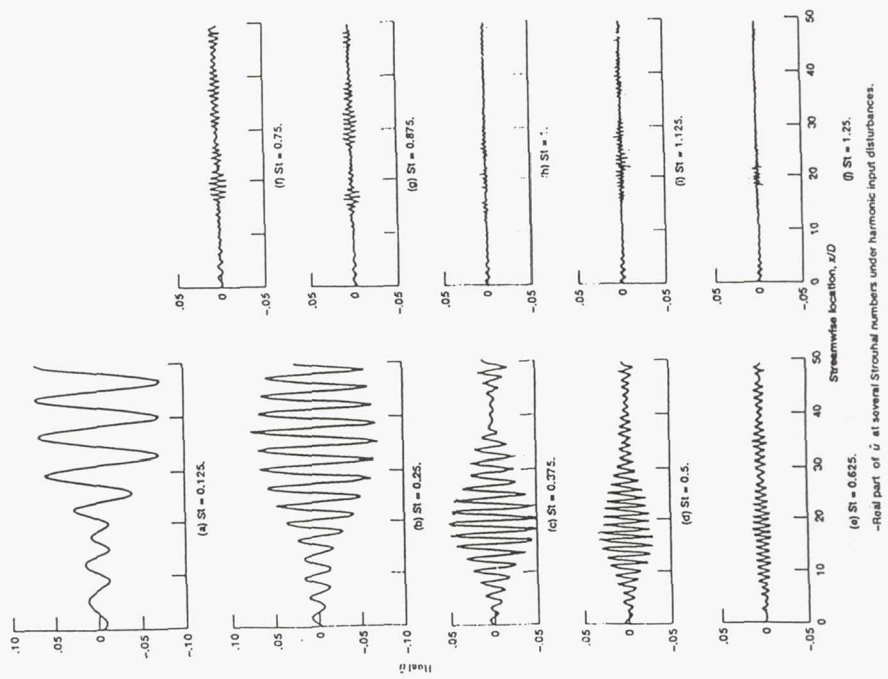 .10
.05
0
-.05
-.10
(a) St = 0.125.
.10
.05
0
-.05
-.10
(b) St = 0.25.
.05
0
-.05
(c) St = 0.375.
.05
0
-.05
(d) St = 0.5.
.05
0
-.05
0 10 20 30 40 50
(e) St = 0.625.
.05
0
-.05
(f) St = 0.75.
.05
0
-.05
(g) St = 0.875.
.05
0
-.05
St =
.05
0
-.05
(i) St = 1.125.
.05
0
-.05
0 10 20 30 40 50
(j) St = 1.25.
Streamwise location, x/D
-Real part of û at several Strouhal numbers under harmonic input disturbances.